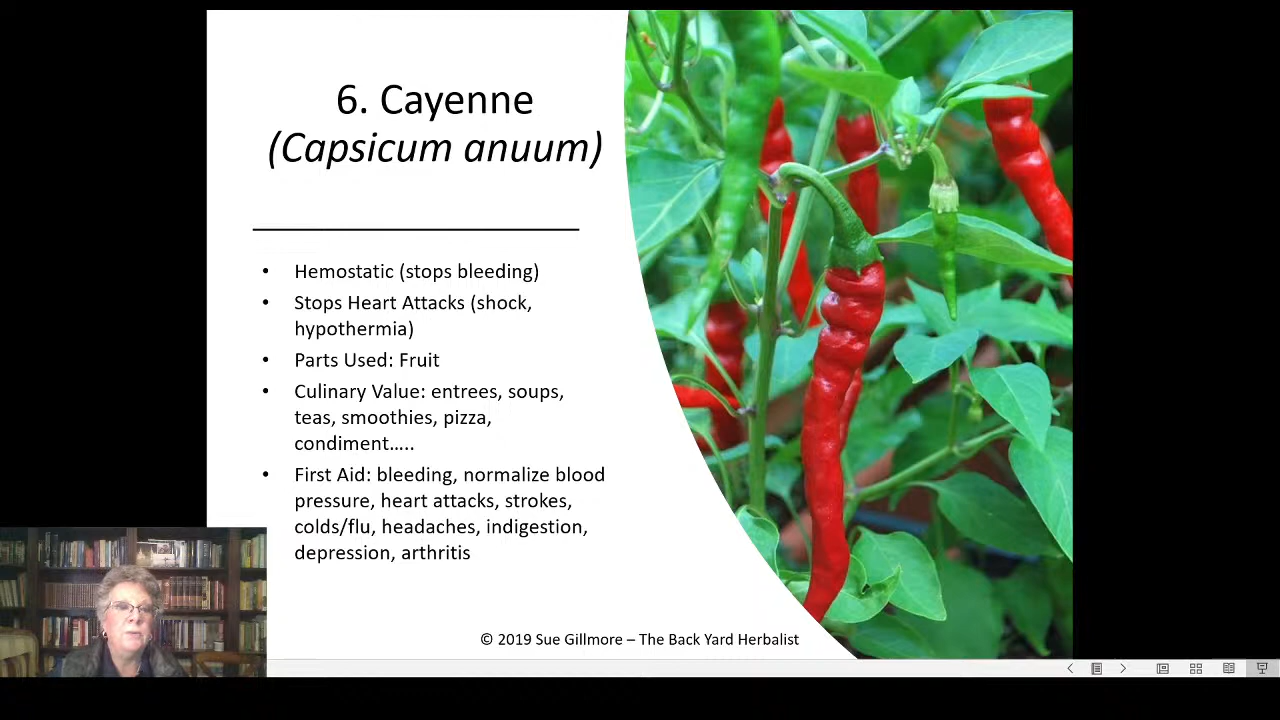 6. Cayenne
(Capsicum anuum)
• Hemostatic (stops bleeding)
• Stops Heart Attacks (shock,
hypothermia)
• Parts Used: Fruit
• Culinary Value: entrees, soups,
teas, smoothies, pizza,
condiment…..
• First Aid: bleeding, normalize blood
pressure, heart attacks, strokes,
colds/flu, headaches, indigestion,
depression, arthritis
© 2019 Sue Gillmore – The Back Yard Herbalist